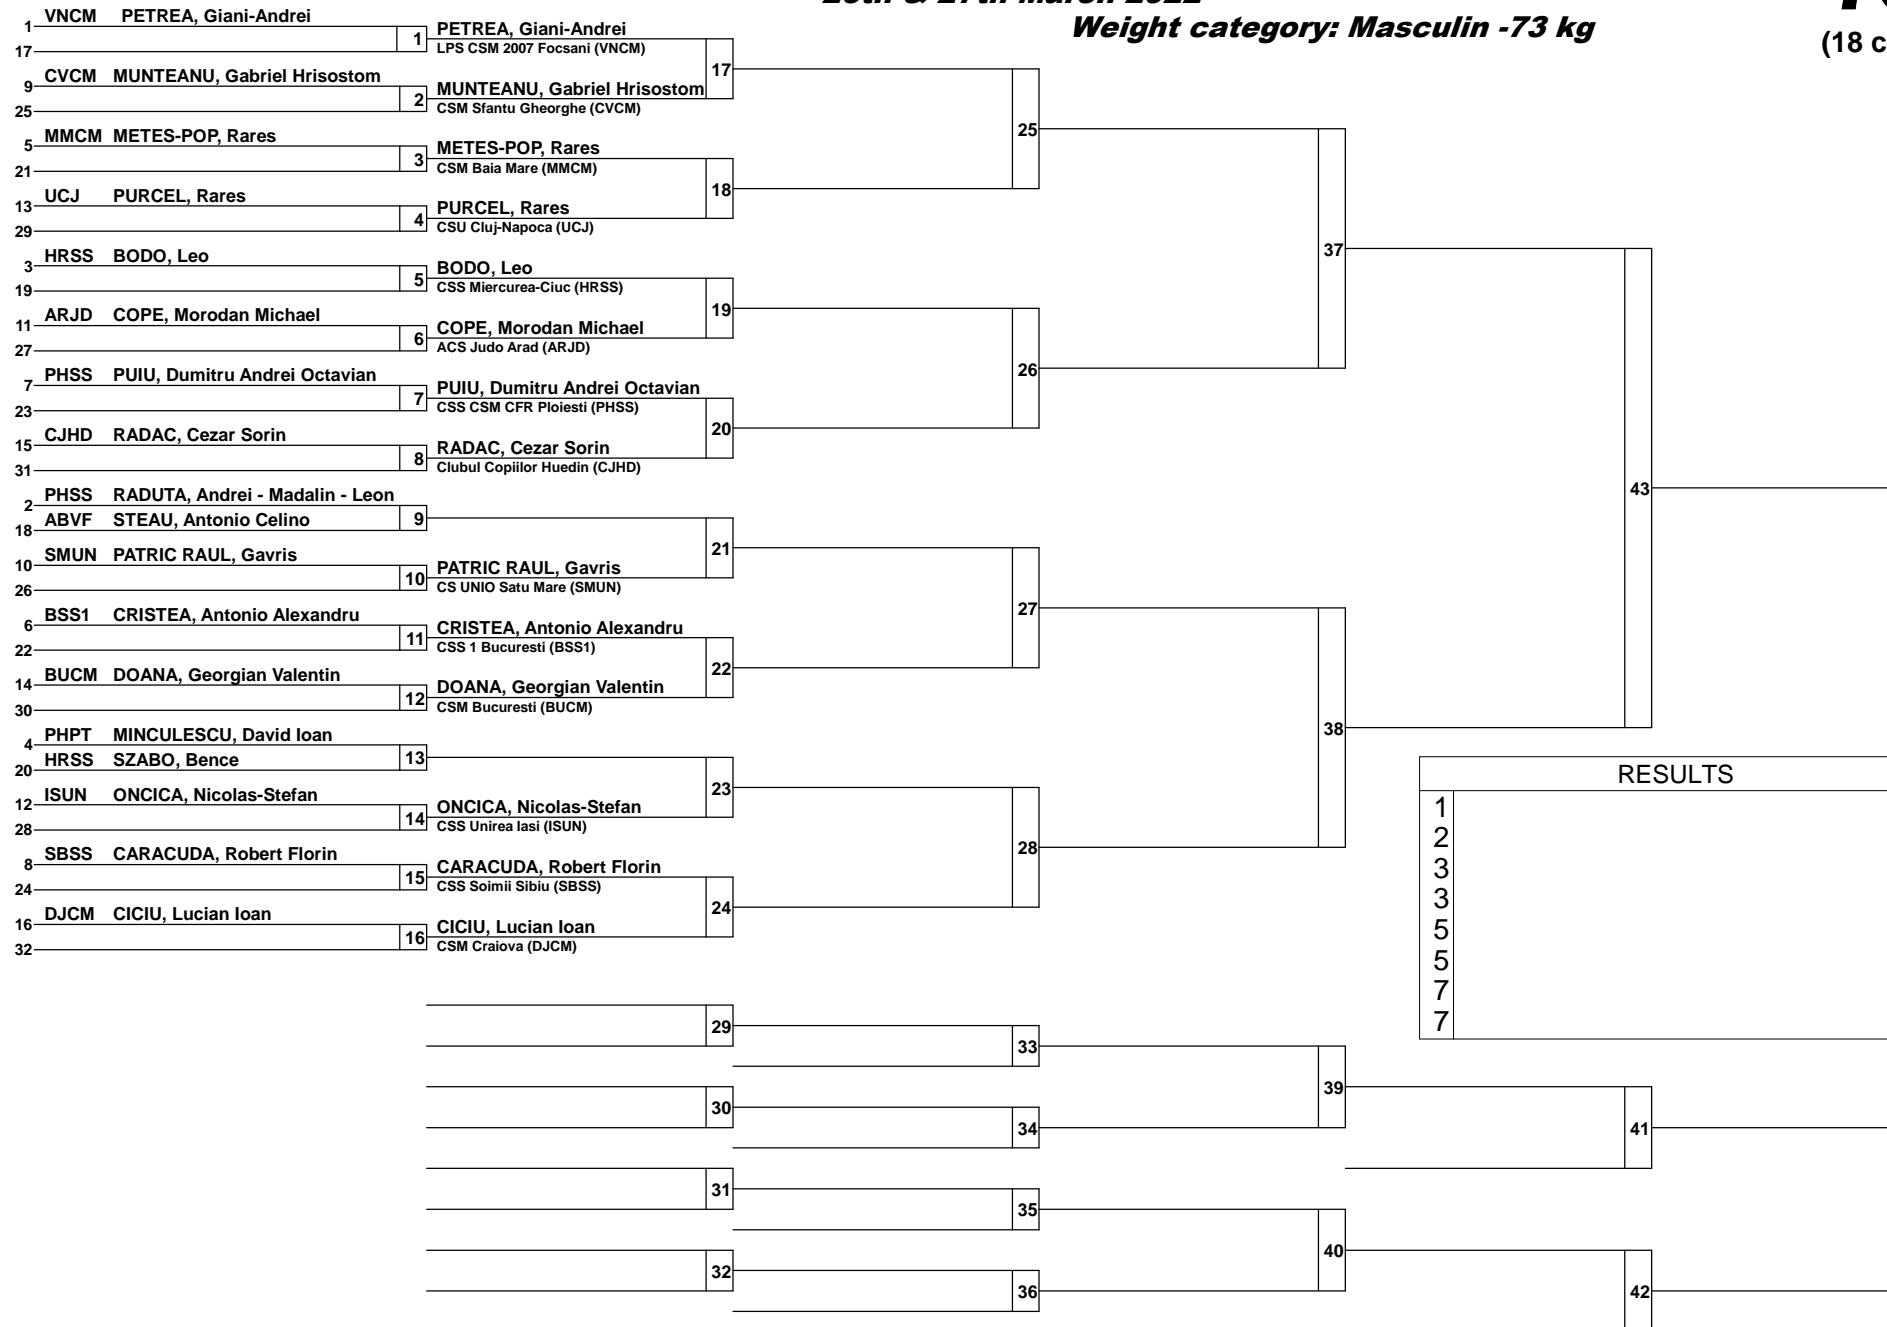 Weight category: Masculin -73 kg
(18 c
1 VNCM PETREA, Giani-Andrei
17
1 PETREA, Giani-Andrei
LPS CSM 2007 Focsani (VNCM)
17
9 CVCM MUNTEANU, Gabriel Hrisostom
25
2 MUNTEANU, Gabriel Hrisostom
CSM Sfantu Gheorghe (CVCM)
25
5 MMCM METES-POP, Rares
21
3 METES-POP, Rares
CSM Baia Mare (MMCM)
18
13 UCJ PURCEL, Rares
29
4 PURCEL, Rares
CSU Cluj-Napoca (UCJ)
37
3 HRSS BODO, Leo
19
5 BODO, Leo
CSS Miercurea-Ciuc (HRSS)
19
11 ARJD COPE, Morodan Michael
27
6 COPE, Morodan Michael
ACS Judo Arad (ARJD)
26
7 PHSS PUIU, Dumitru Andrei Octavian
23
7 PUIU, Dumitru Andrei Octavian
CSS CSM CFR Ploiesti (PHSS)
20
15 CJHD RADAC, Cezar Sorin
31
8 RADAC, Cezar Sorin
Clubul Copiilor Huedin (CJHD)
43
2 PHSS RADUTA, Andrei - Madalin - Leon
18 ABVF STEAU, Antonio Celino
9
21
10 SMUN PATRIC RAUL, Gavris
26
10 PATRIC RAUL, Gavris
CS UNIO Satu Mare (SMUN)
27
6 BSS1 CRISTEA, Antonio Alexandru
22
11 CRISTEA, Antonio Alexandru
CSS 1 Bucuresti (BSS1)
22
14 BUCM DOANA, Georgian Valentin
30
12 DOANA, Georgian Valentin
CSM Bucuresti (BUCM)
38
4 PHPT MINCULESCU, David Ioan
20 HRSS SZABO, Bence
13
23
12 ISUN ONCICA, Nicolas-Stefan
28
14 ONCICA, Nicolas-Stefan
CSS Unirea Iasi (ISUN)
28
8 SBSS CARACUDA, Robert Florin
24
15 CARACUDA, Robert Florin
CSS Soimii Sibiu (SBSS)
24
16 DJCM CICIU, Lucian Ioan
32
16 CICIU, Lucian Ioan
CSM Craiova (DJCM)
RESULTS
1
2
3
3
5
5
7
7
29
33
39
30
34
41
31
35
40
32
36
42